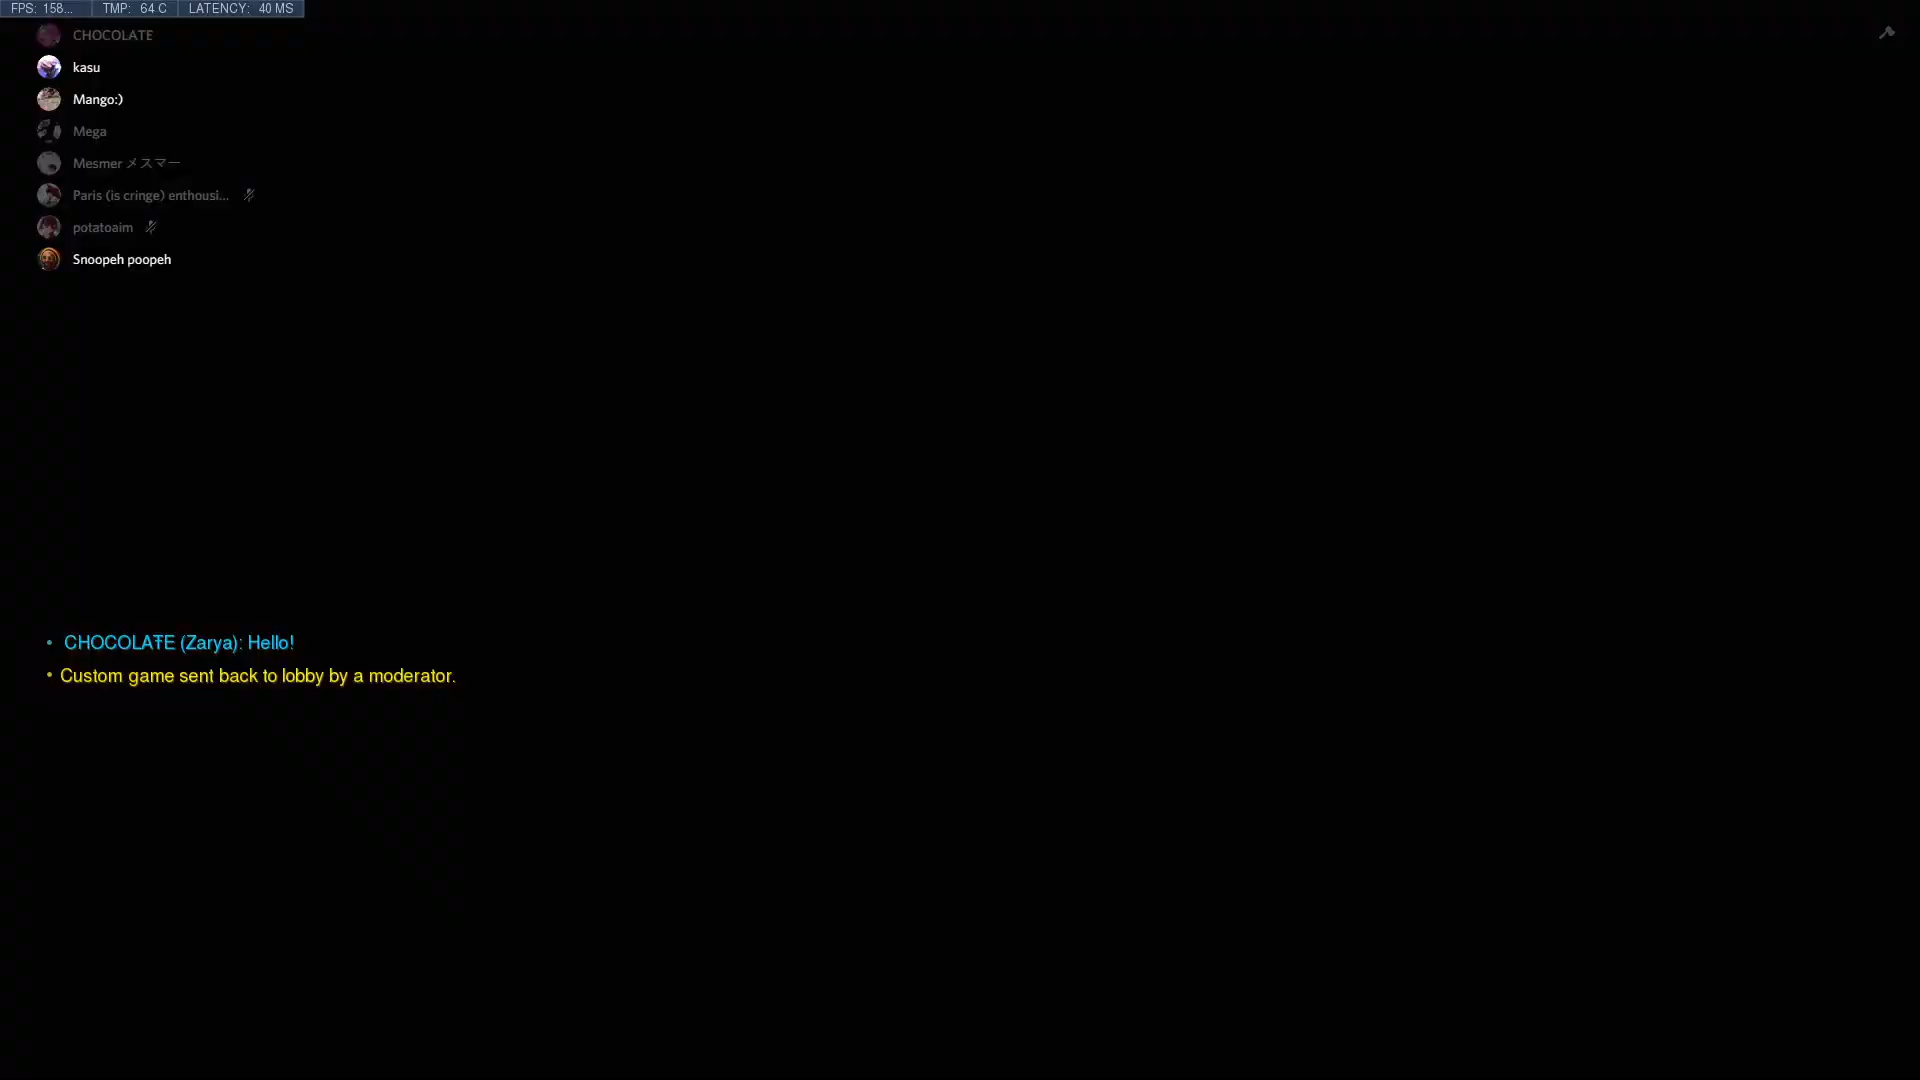 FPS: 158... TMP: 64 C LATENCY: 40 MS
CHOCOLATE
kasu
Mango:)
Mega
Mesmer メスマー
Paris (is cringe) enthousi...
potatoaim
Snoopeh poopeh
• CHOCOLAŦE (Zarya): Hello!
• Custom game sent back to lobby by a moderator.